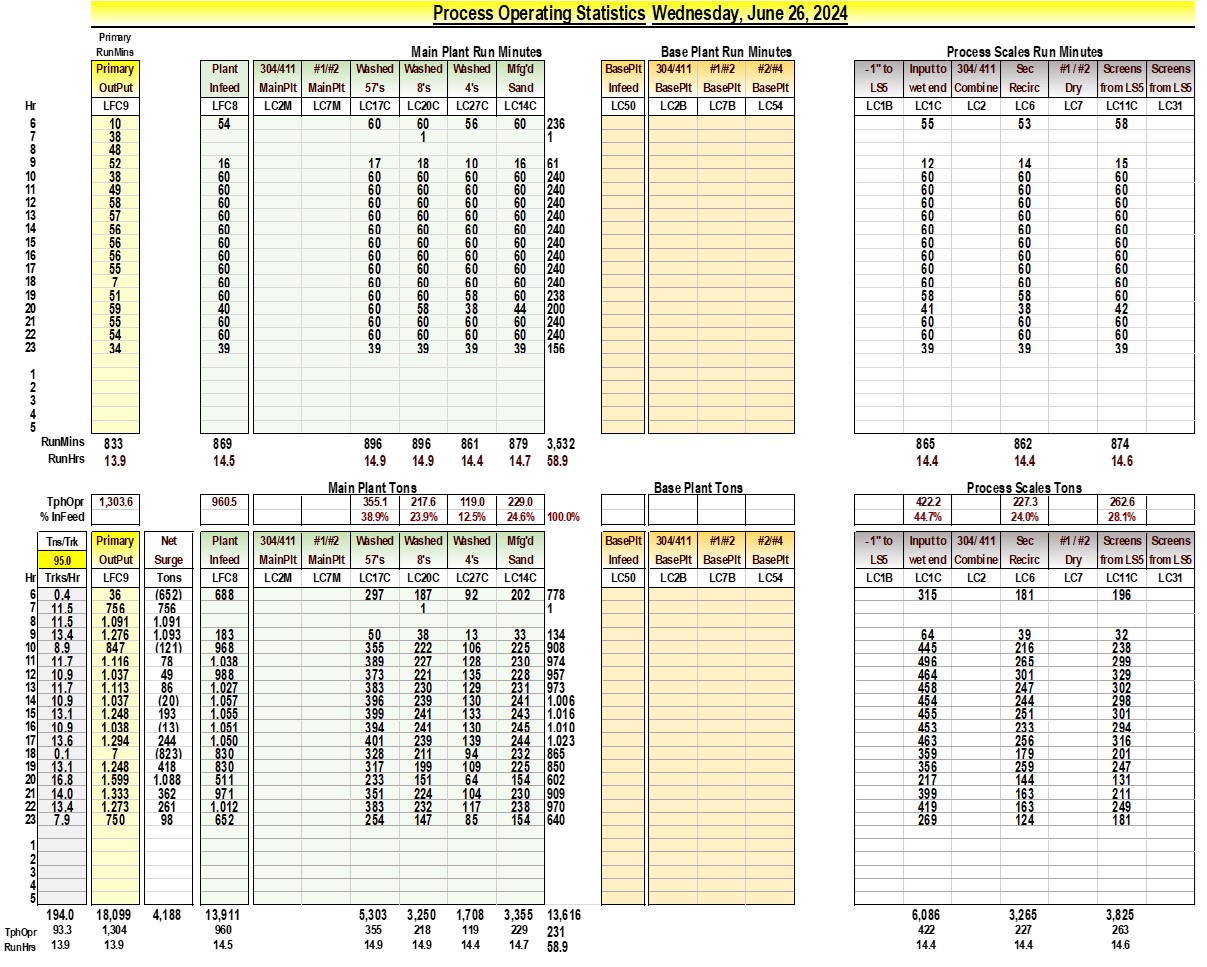 Process Operating Statistics Wednesday, June 26, 2024
Primary
RunMins Main Plant Run Minutes Base Plant Run Minutes Process Scales Run Minutes
Primary Plant 304/411 #1/#2 Washed Washed Washed Mfg'd BasePlt 304/411 #1/#2 #2/#4 -1" to Input to 304/ 411 Sec #1 / #2 Screens Screens
OutPut Infeed MainPlt MainPlt 57's 8's 4's Sand Infeed BasePlt BasePlt BasePlt LS5 wet end Combine Recirc Dry from LS5 from LS5
Hr LFC9 LFC8 LC2M LC7M LC17C LC20C LC27C LC14C LC50 LC2B LC7B LC54 LC1B LC1C LC2 LC6 LC7 LC11C LC31
6 10 54 60 60 56 60 236 55 53 58
7 38 1 1
8 48
9 52 16 17 18 10 16 61 12 14 15
10 38 60 60 60 60 60 240 60 60 60
11 49 60 60 60 60 60 240 60 60 60
12 58 60 60 60 60 60 240 60 60 60
13 57 60 60 60 60 60 240 60 60 60
14 56 60 60 60 60 60 240 60 60 60
15 56 60 60 60 60 60 240 60 60 60
16 56 60 60 60 60 60 240 60 60 60
17 55 60 60 60 60 60 240 60 60 60
18 7 60 60 60 60 60 240 60 60 60
19 51 60 60 60 58 60 238 58 58 60
20 59 40 60 58 38 44 200 41 38 42
21 55 60 60 60 60 60 240 60 60 60
22 54 60 60 60 60 60 240 60 60 60
23 34 39 39 39 39 39 156 39 39 39
1
2
3
4
5
RunMins 833 869 896 896 861 879 3,532 865 862 874
RunHrs 13.9 14.5 14.9 14.9 14.4 14.7 58.9 14.4 14.4 14.6
Main Plant Tons Base Plant Tons Process Scales Tons
TphOpr 1,303.6 960.5 355.1 217.6 119.0 229.0 422.2 227.3 262.6
% InFeed 38.9% 23.9% 12.5% 24.6% 100.0% 44.7% 24.0% 28.1%
Tns/Trk Primary Net Plant 304/411 #1/#2 Washed Washed Washed Mfg'd BasePlt 304/411 #1/#2 #2/#4 -1" to Input to 304/ 411 Sec #1 / #2 Screens Screens
95.0 OutPut Surge Infeed MainPlt MainPlt 57's 8's 4's Sand Infeed BasePlt BasePlt BasePlt LS5 wet end Combine Recirc Dry from LS5 from LS5
Hr Trks/Hr LFC9 Tons LFC8 LC2M LC7M LC17C LC20C LC27C LC14C LC50 LC2B LC7B LC54 LC1B LC1C LC2 LC6 LC7 LC11C LC31
6 0.4 36 (652) 688 297 187 92 202 778 315 181 196
7 11.5 756 756 1 1
8 11.5 1.091 1.091
9 13.4 1.276 1.093 183 50 38 13 33 134 64 39 32
10 8.9 847 (121) 968 355 222 106 225 908 445 216 238
11 11.7 1.116 78 1.038 389 227 128 230 974 496 265 299
12 10.9 1.037 49 988 373 221 135 228 957 464 301 329
13 11.7 1.113 86 1.027 383 230 129 231 973 458 247 302
14 10.9 1.037 (20) 1.057 396 239 130 241 1.006 454 244 298
15 13.1 1.248 193 1.055 399 241 133 243 1.016 455 251 301
16 10.9 1.038 (13) 1.051 394 241 130 245 1.010 453 233 294
17 13.6 1.294 244 1.050 401 239 139 244 1.023 463 256 316
18 0.1 7 (823) 830 328 211 94 232 865 359 179 201
19 13.1 1.248 418 830 317 199 109 225 850 356 259 247
20 16.8 1.599 1.088 511 233 151 64 154 602 217 144 131
21 14.0 1.333 362 971 351 224 104 230 909 399 163 211
22 13.4 1.273 261 1.012 383 232 117 238 970 419 163 249
23 7.9 750 98 652 254 147 85 154 640 269 124 181
1
2
3
4
5
194.0 18,099 4,188 13,911 5,303 3,250 1,708 3,355 13,616 6,086 3,265 3,825
TphOpr 93.3 1,304 960 355 218 119 229 231 422 227 263
RunHrs 13.9 13.9 14.5 14.9 14.9 14.4 14.7 58.9 14.4 14.4 14.6